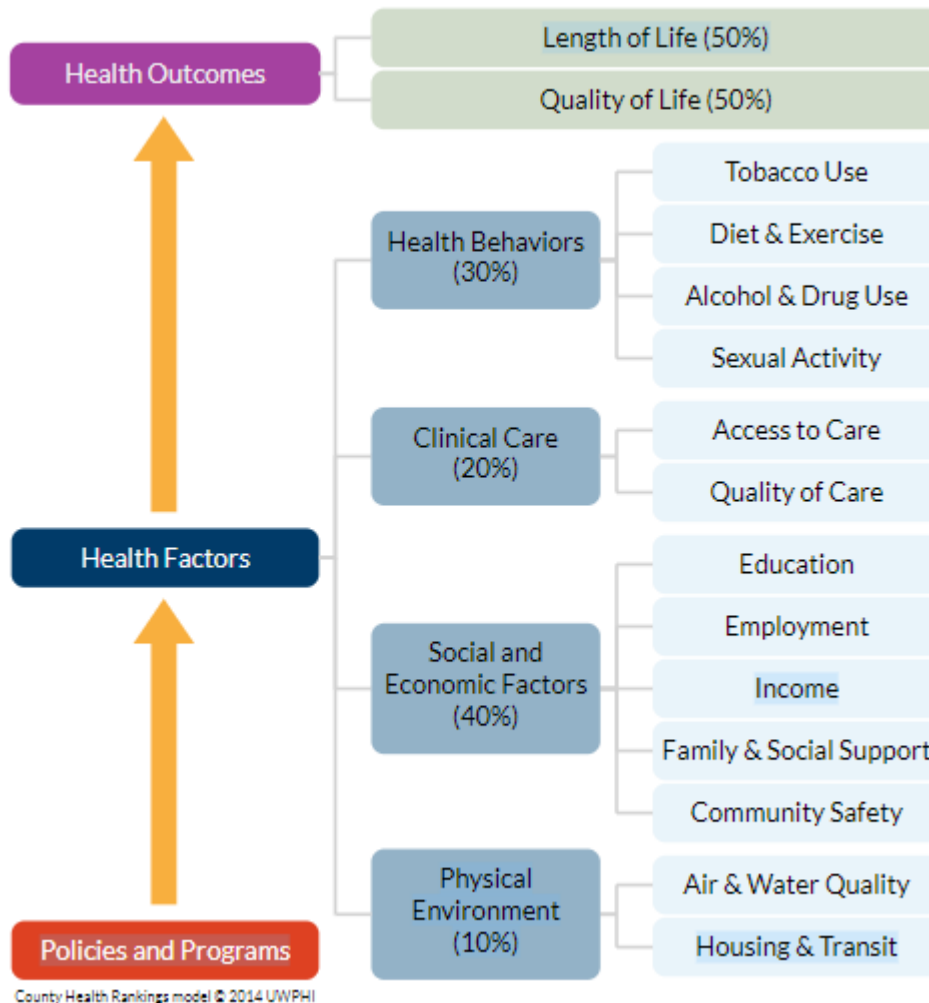 Health Outcomes
Length of Life (50%)
Quality of Life (50%)
Health Behaviors
(30%)
Tobacco Use
Diet & Exercise
Alcohol & Drug Use
Sexual Activity
Clinical Care
(20%)
Access to Care
Quality of Care
Health Factors
Social and
Economic Factors
(40%)
Education
Employment
Income
Family & Social Support
Community Safety
Physical
Environment
(10%)
Air & Water Quality
Housing & Transit
Policies and Programs
County Health Rankings model © 2014 UWPHI